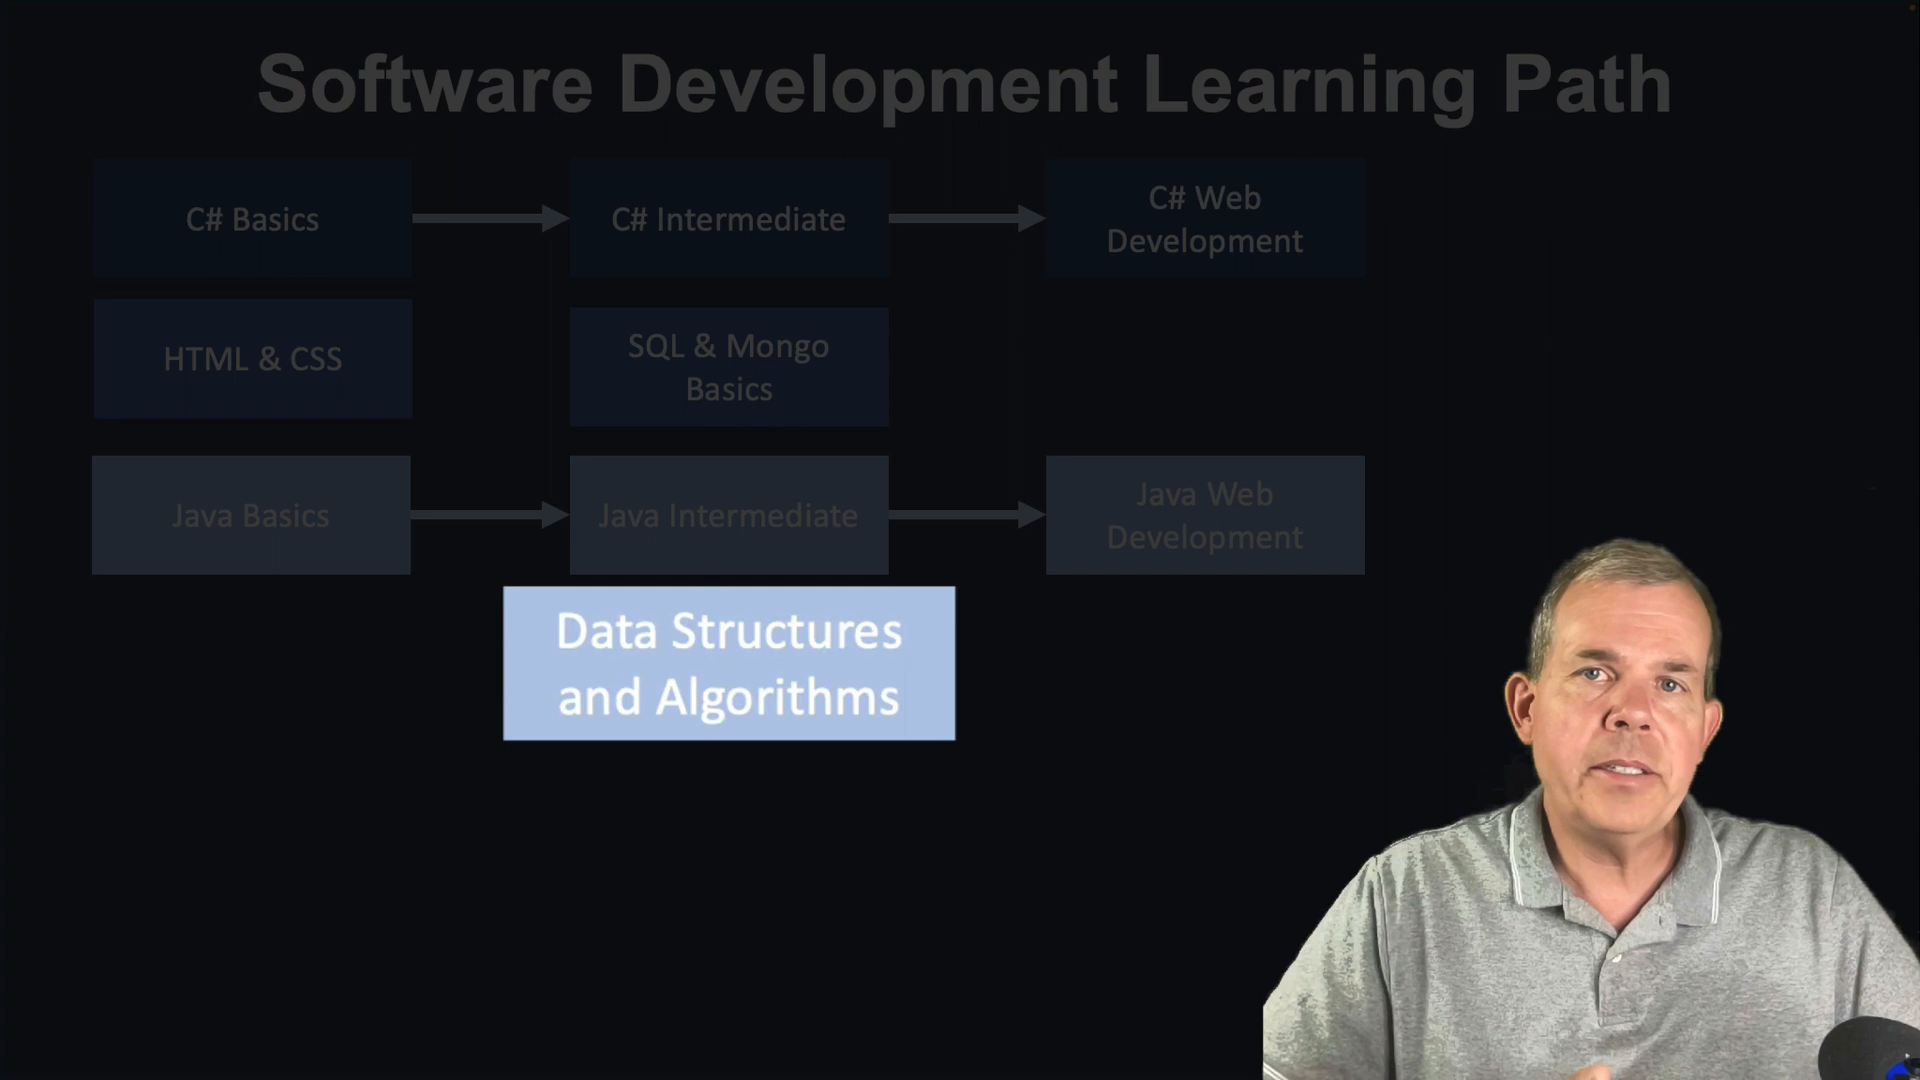 Software Development Learning Path
C# Basics
C# Intermediate
C# Web
Development
HTML & CSS
SQL & Mongo
Basics
Java Basics
Java Intermediate
Java Web
Development
Data Structures
and Algorithms